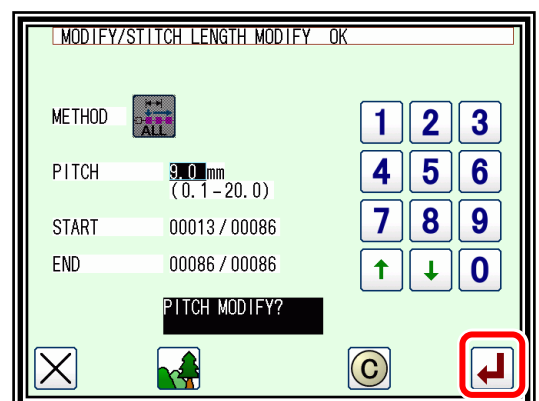 MODIFY/STITCH LENGTH MODIFY OK
METHOD ALL
PITCH 9.0 mm
(0.1-20.0)
START 00013/00086
END 00086/00086
PITCH MODIFY?
1 2 3
4 5 6
7 8 9
↑ ↓ 0
C